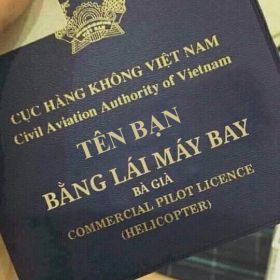 CỤC HÀNG KHÔNG VIỆT NAM
Civil Aviation Authority of Vietnam
TÊN BẠN
BẰNG LÁI MÁY BAY
BÀ GIÀ
COMMERCIAL PILOT LICENCE
(HELICOPTER)